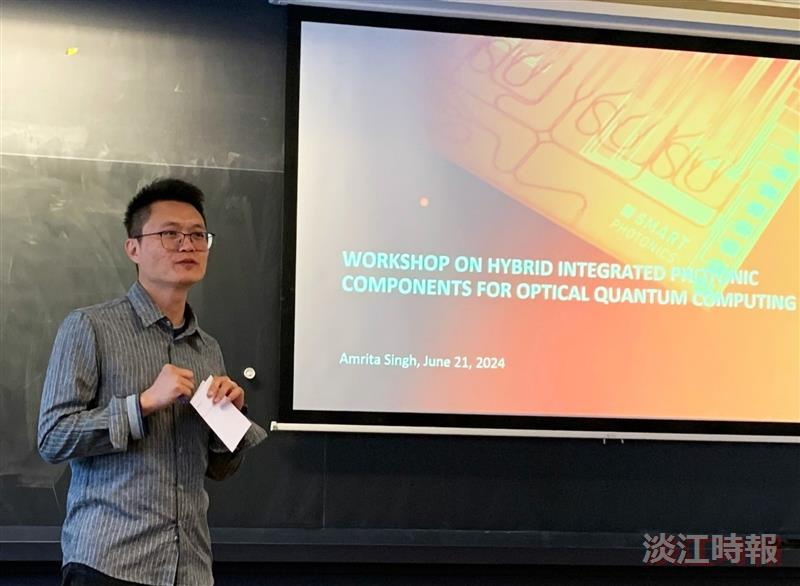 SMART
PHOTONICS
WORKSHOP ON HYBRID INTEGRATED PHOTONIC
COMPONENTS FOR OPTICAL QUANTUM COMPUTING
Amrita Singh, June 21, 2024
淡江時報